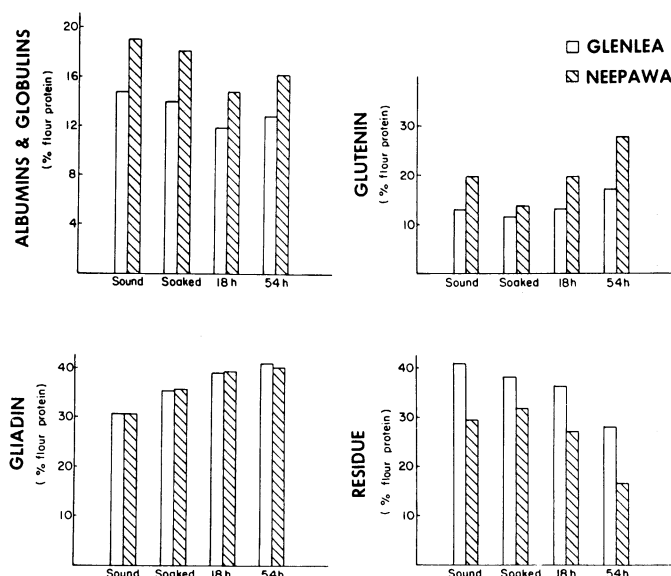 ALBUMINS & GLOBULINS
(% flour protein)
20
16
12
8
4
Sound Soaked 18h 54h
GLENLEA
NEEPAWA
GLUTENIN
(% flour protein)
30
20
10
Sound Soaked 18h 54h
GLIADIN
(% flour protein)
40
30
20
10
Sound Soaked 18h 54h
RESIDUE
(% flour protein)
40
30
20
10
Sound Soaked 18h 54h